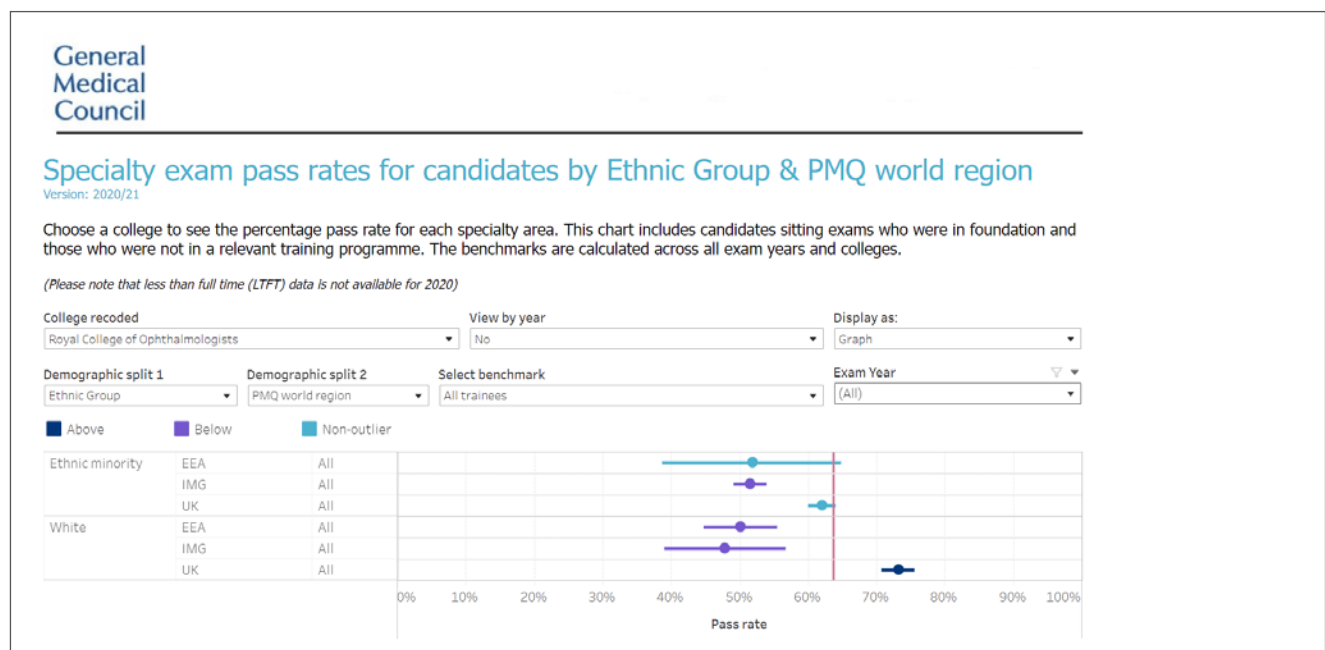 General
Medical
Council
Specialty exam pass rates for candidates by Ethnic Group & PMQ world region
Version: 2020/21
Choose a college to see the percentage pass rate for each specialty area. This chart includes candidates sitting exams who were in foundation and
those who were not in a relevant training programme. The benchmarks are calculated across all exam years and colleges.
(Please note that less than full time (LTFT) data is not available for 2020)
College recoded View by year Display as:
Royal College of Ophthalmologists No Graph
Demographic split 1 Demographic split 2 Select benchmark Exam Year
Ethnic Group PMQ world region All trainees (All)
Above Below Non-outlier
Ethnic minority EEA All
IMG All
UK All
White EEA All
IMG All
UK All
0% 10% 20% 30% 40% 50% 60% 70% 80% 90% 100%
Pass rate